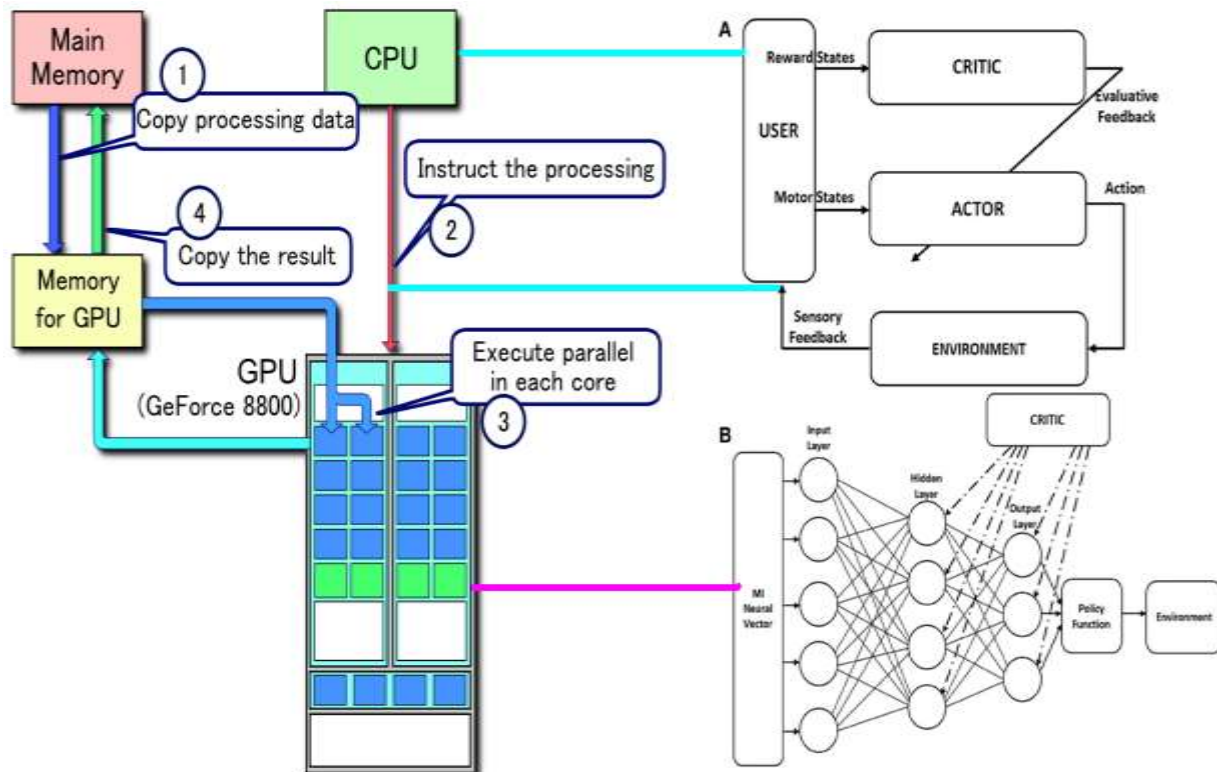 Main
Memory
CPU
1
Copy processing data
Instruct the processing
2
4
Copy the result
Memory
for GPU
GPU
(GeForce 8800)
Execute parallel
in each core
3
A
USER
Reward States
CRITIC
Evaluative
Feedback
Motor States
ACTOR
Action
Sensory
Feedback
ENVIRONMENT
B
CRITIC
Input
Layer
Hidden
Layer
Output
Layer
MI
Neural
Vector
Policy
Function
Environment